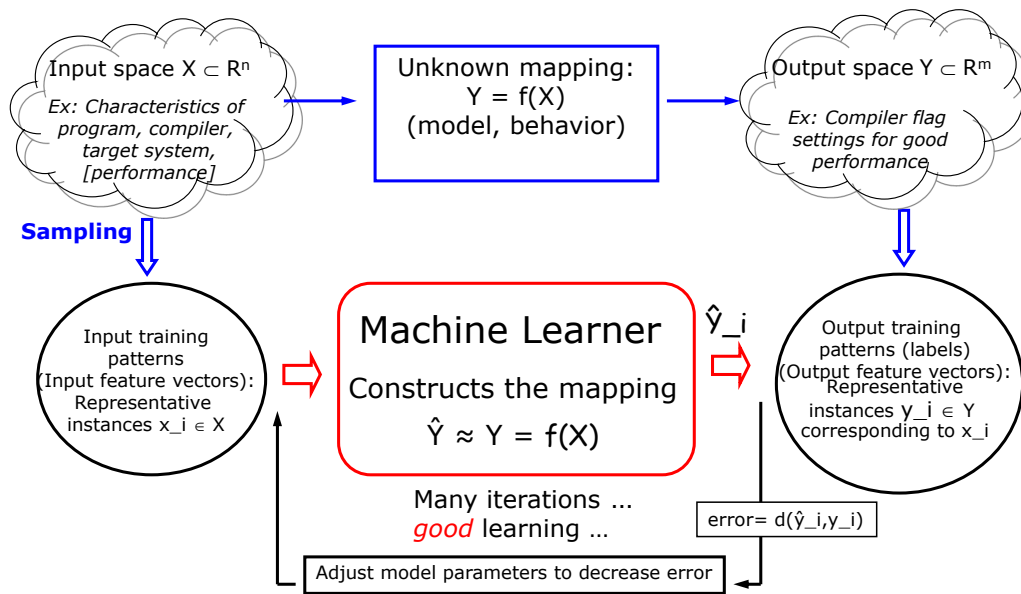 Input space X ⊂ Rⁿ
Ex: Characteristics of
program, compiler,
target system,
[performance]
Unknown mapping:
Y = f(X)
(model, behavior)
Output space Y ⊂ Rᵐ
Ex: Compiler flag
settings for good
performance
Sampling
Input training
patterns
(Input feature vectors):
Representative
instances x_i ∈ X
Machine Learner
Constructs the mapping
Ŷ ≈ Y = f(X)
ŷ_i
Output training
patterns (labels)
(Output feature vectors):
Representative
instances y_i ∈ Y
corresponding to x_i
Many iterations ...
good learning ...
error= d(ŷ_i,y_i)
Adjust model parameters to decrease error